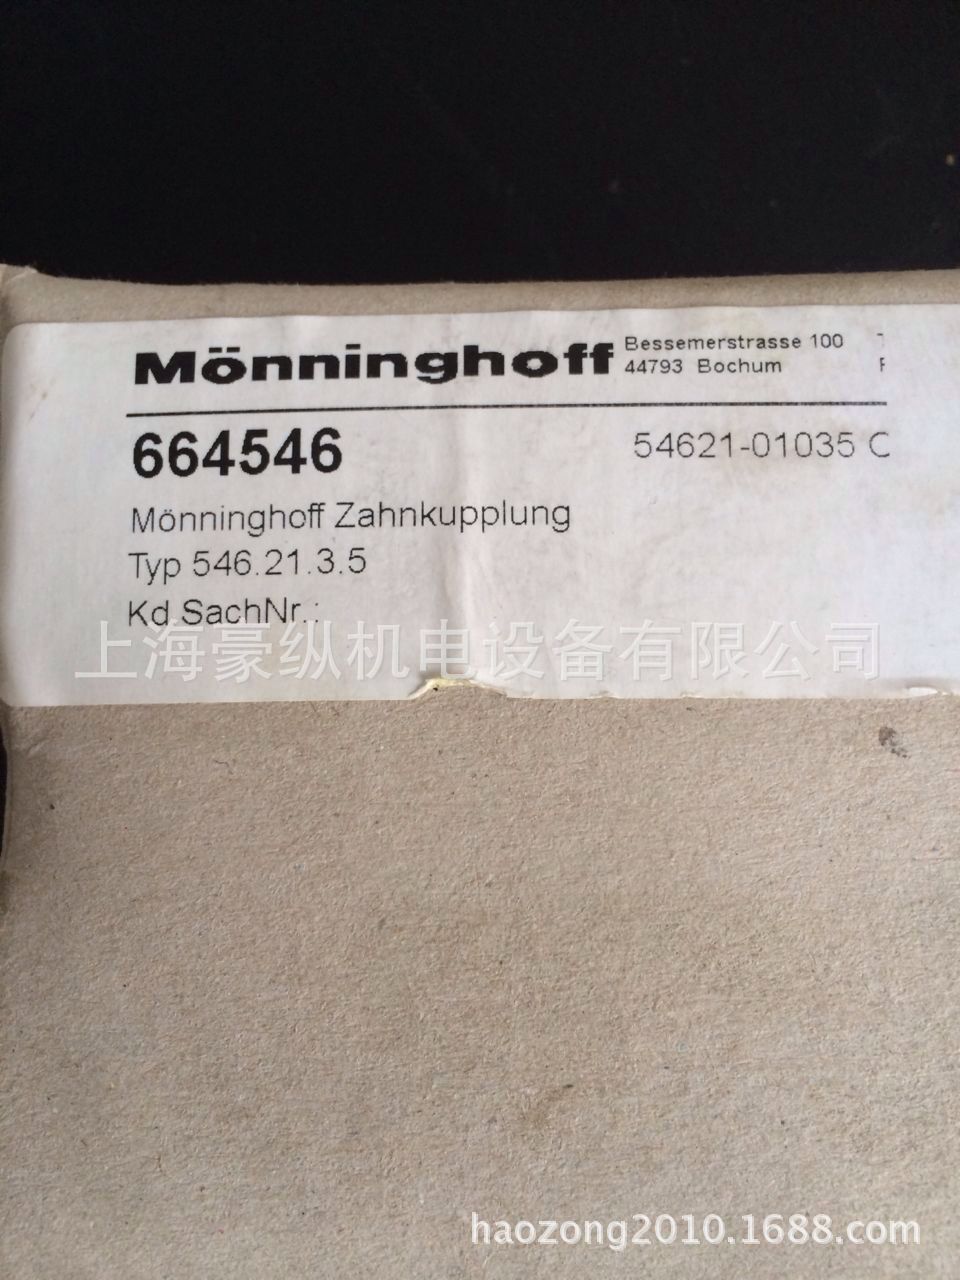 Mönninghoff
Bessemerstrasse 100
44793 Bochum
664546
54621-01035 C
Mönninghoff Zahnkupplung
Typ 546.21.3.5
Kd.SachNr.:
上海豪纵机电设备有限公司
haozong2010.1688.com